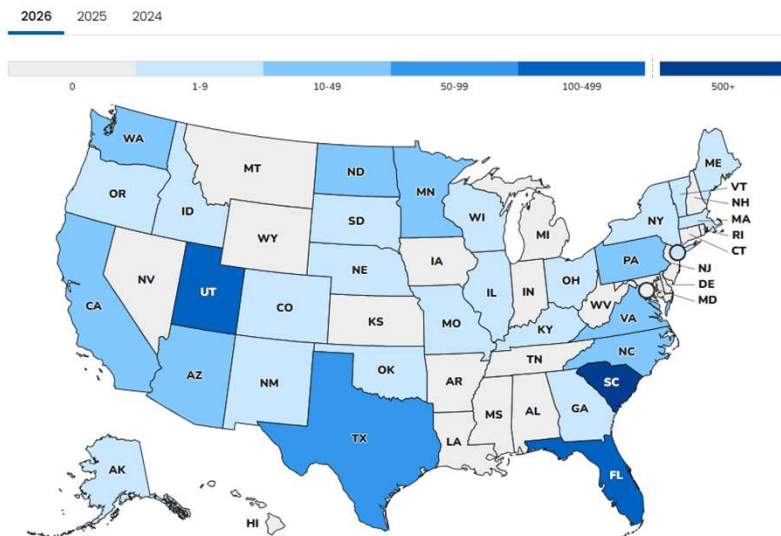 2026 2025 2024
0 1-9 10-49 50-99 100-499 500+
WA
MT
ND
MN
ME
VT
NH
MA
RI
CT
OR
ID
SD
WI
NY
MI
WY
NE
IA
PA
NJ
DE
MD
NV
UT
CO
IL
IN
OH
WV
VA
KS
MO
KY
CA
NC
TN
AZ
NM
OK
AR
SC
MS
AL
GA
LA
TX
FL
AK
HI